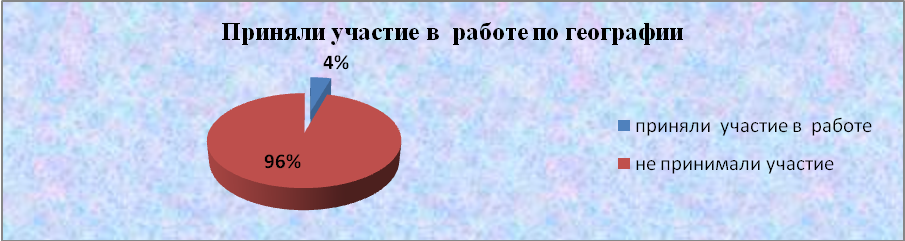 Приняли участие в работе по географии
4%
96%
приняли участие в работе
не принимали участие